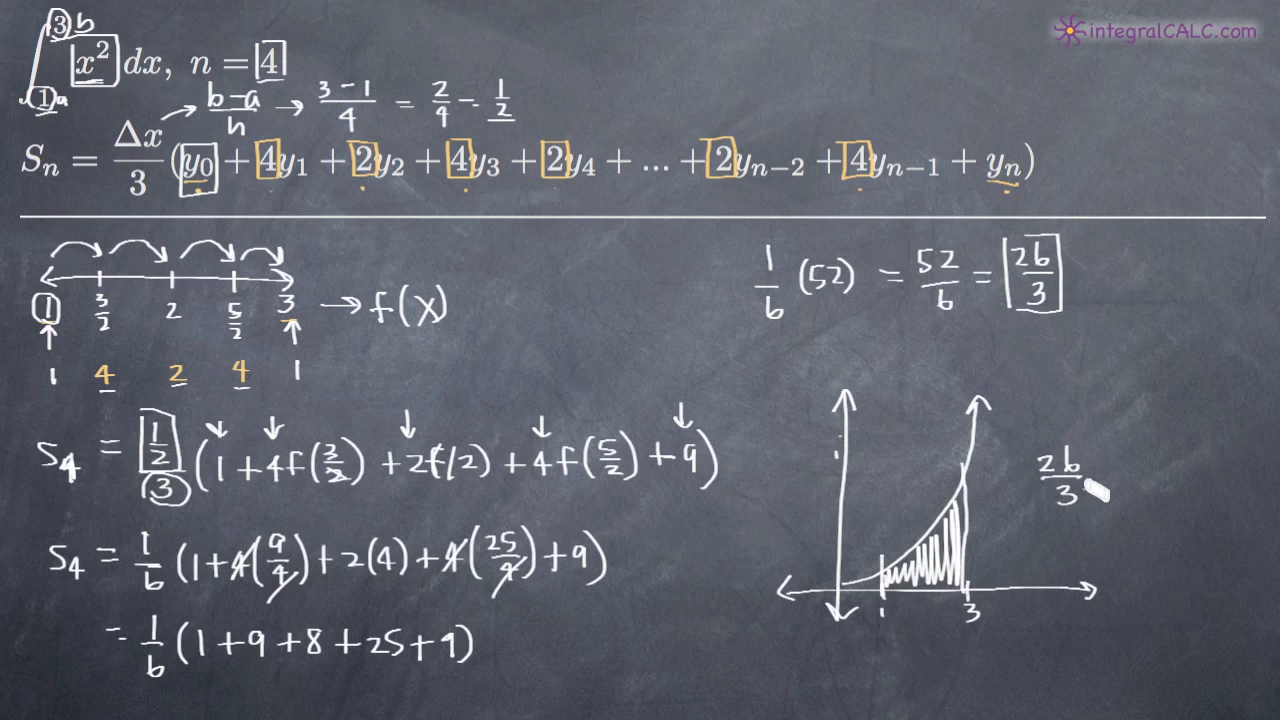 integralCALC.com
∫₁³ x² dx, n = 4
3 b
1 a
b-a/n → 3-1/4 = 2/4 = 1/2
Sₙ = Δx/3 (y₀ + 4y₁ + 2y₂ + 4y₃ + 2y₄ + ... + 2yₙ₋₂ + 4yₙ₋₁ + yₙ)
1 3/2 2 5/2 3 → f(x)
1 4 2 4 1
S₄ = 1/2/3 (1 + 4f(3/2) + 2f(2) + 4f(5/2) + 9)
S₄ = 1/6 (1 + 4(9/4) + 2(4) + 4(25/4) + 9)
= 1/6 (1 + 9 + 8 + 25 + 9)
1/6 (52) = 52/6 = 26/3
26/3
1 3